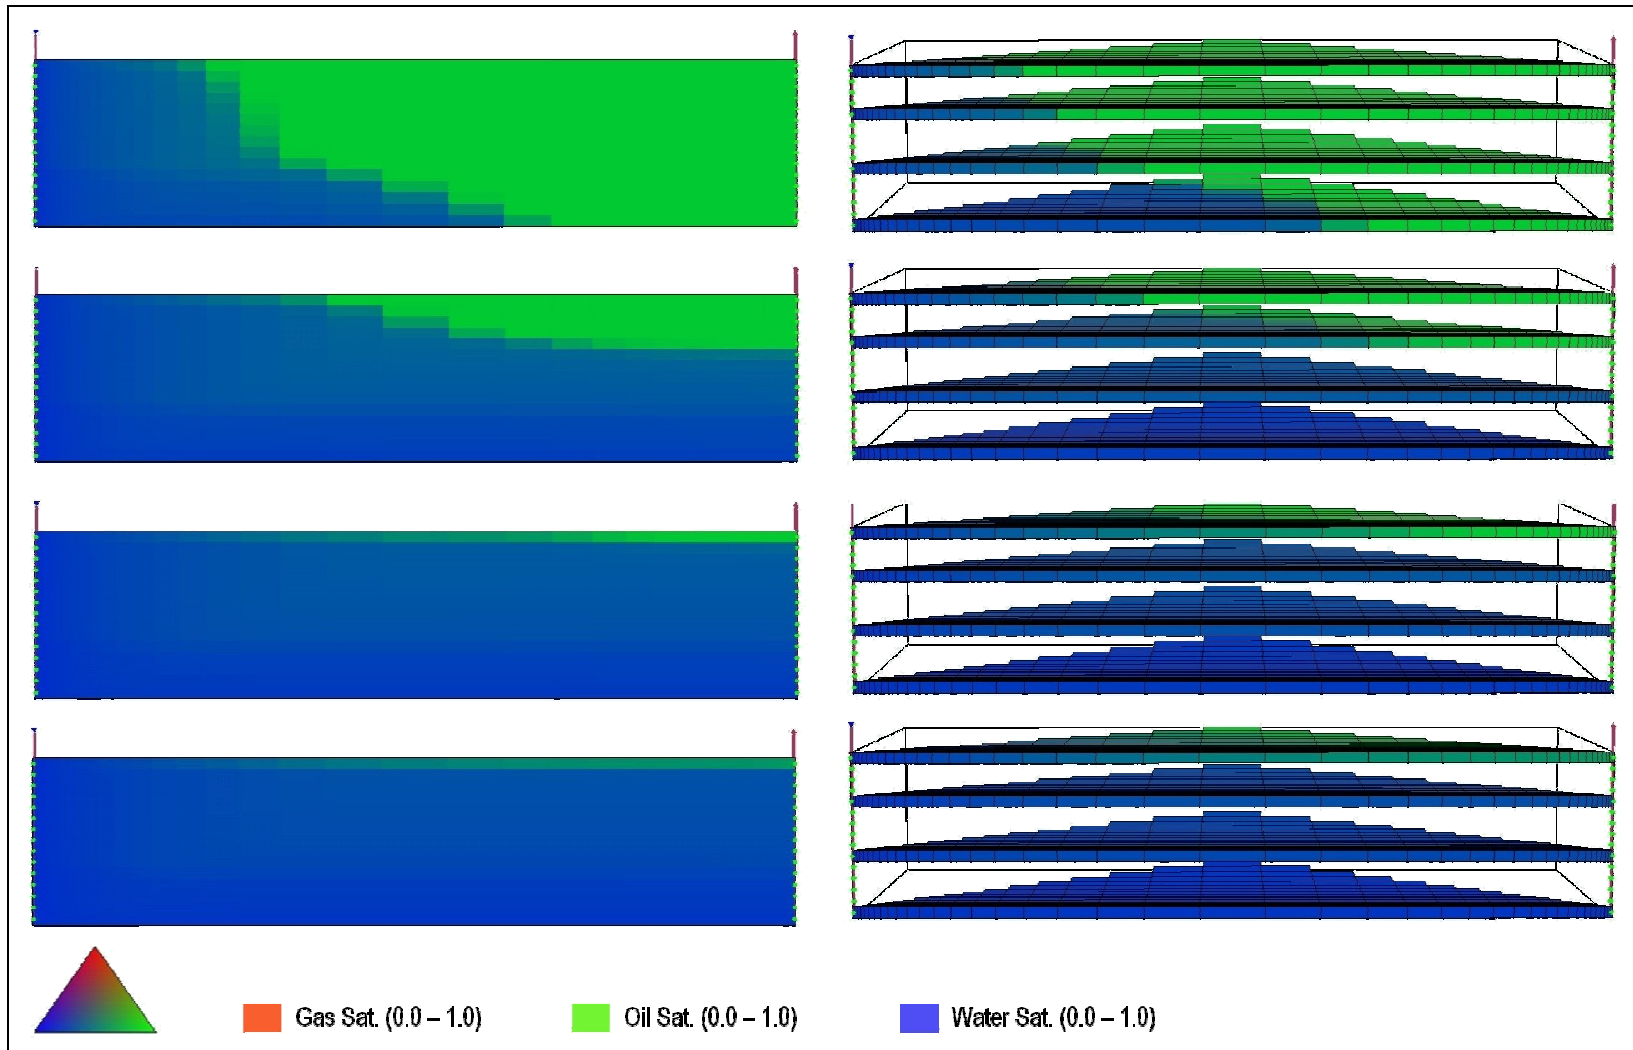 Gas Sat. (0.0 – 1.0)
Oil Sat. (0.0 – 1.0)
Water Sat. (0.0 – 1.0)